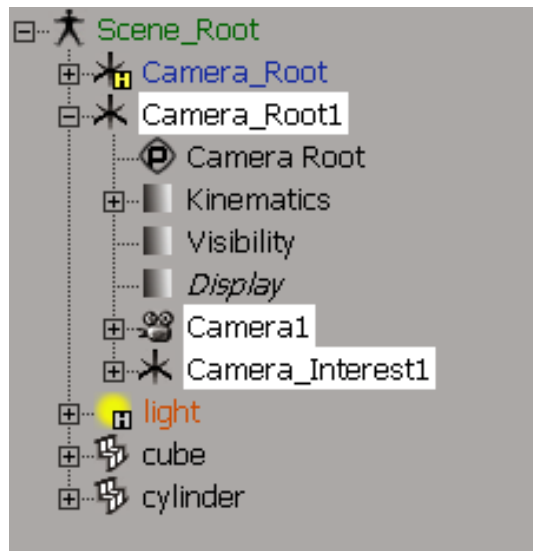 Scene_Root
H Camera_Root
Camera_Root1
P Camera Root
Kinematics
Visibility
Display
Camera1
Camera_Interest1
H light
cube
cylinder